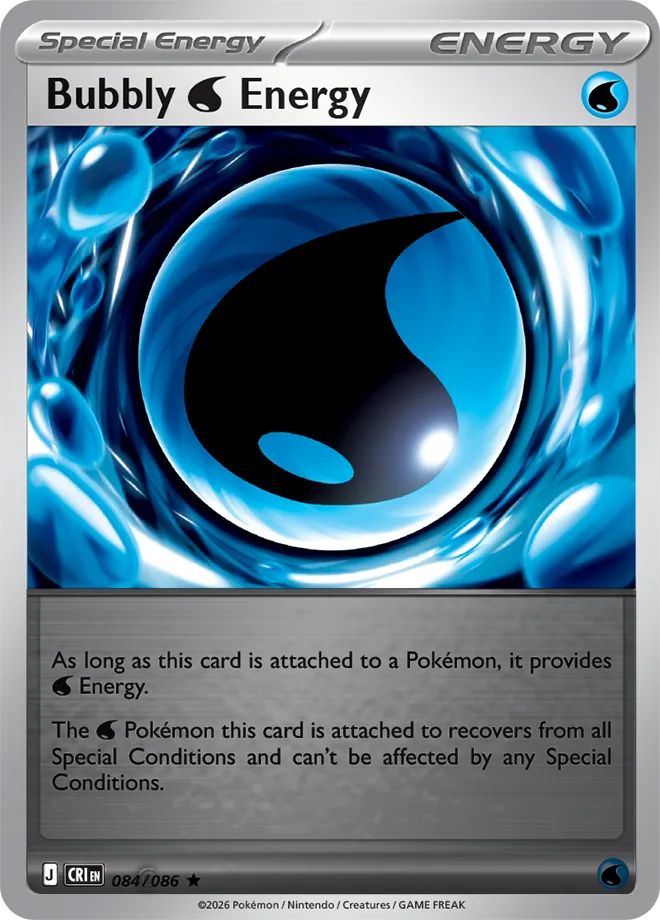 Special Energy
ENERGY
Bubbly Energy
As long as this card is attached to a Pokémon, it provides
Energy.
The Pokémon this card is attached to recovers from all
Special Conditions and can't be affected by any Special
Conditions.
J CRI EN 084/086 ★
©2026 Pokémon / Nintendo / Creatures / GAME FREAK